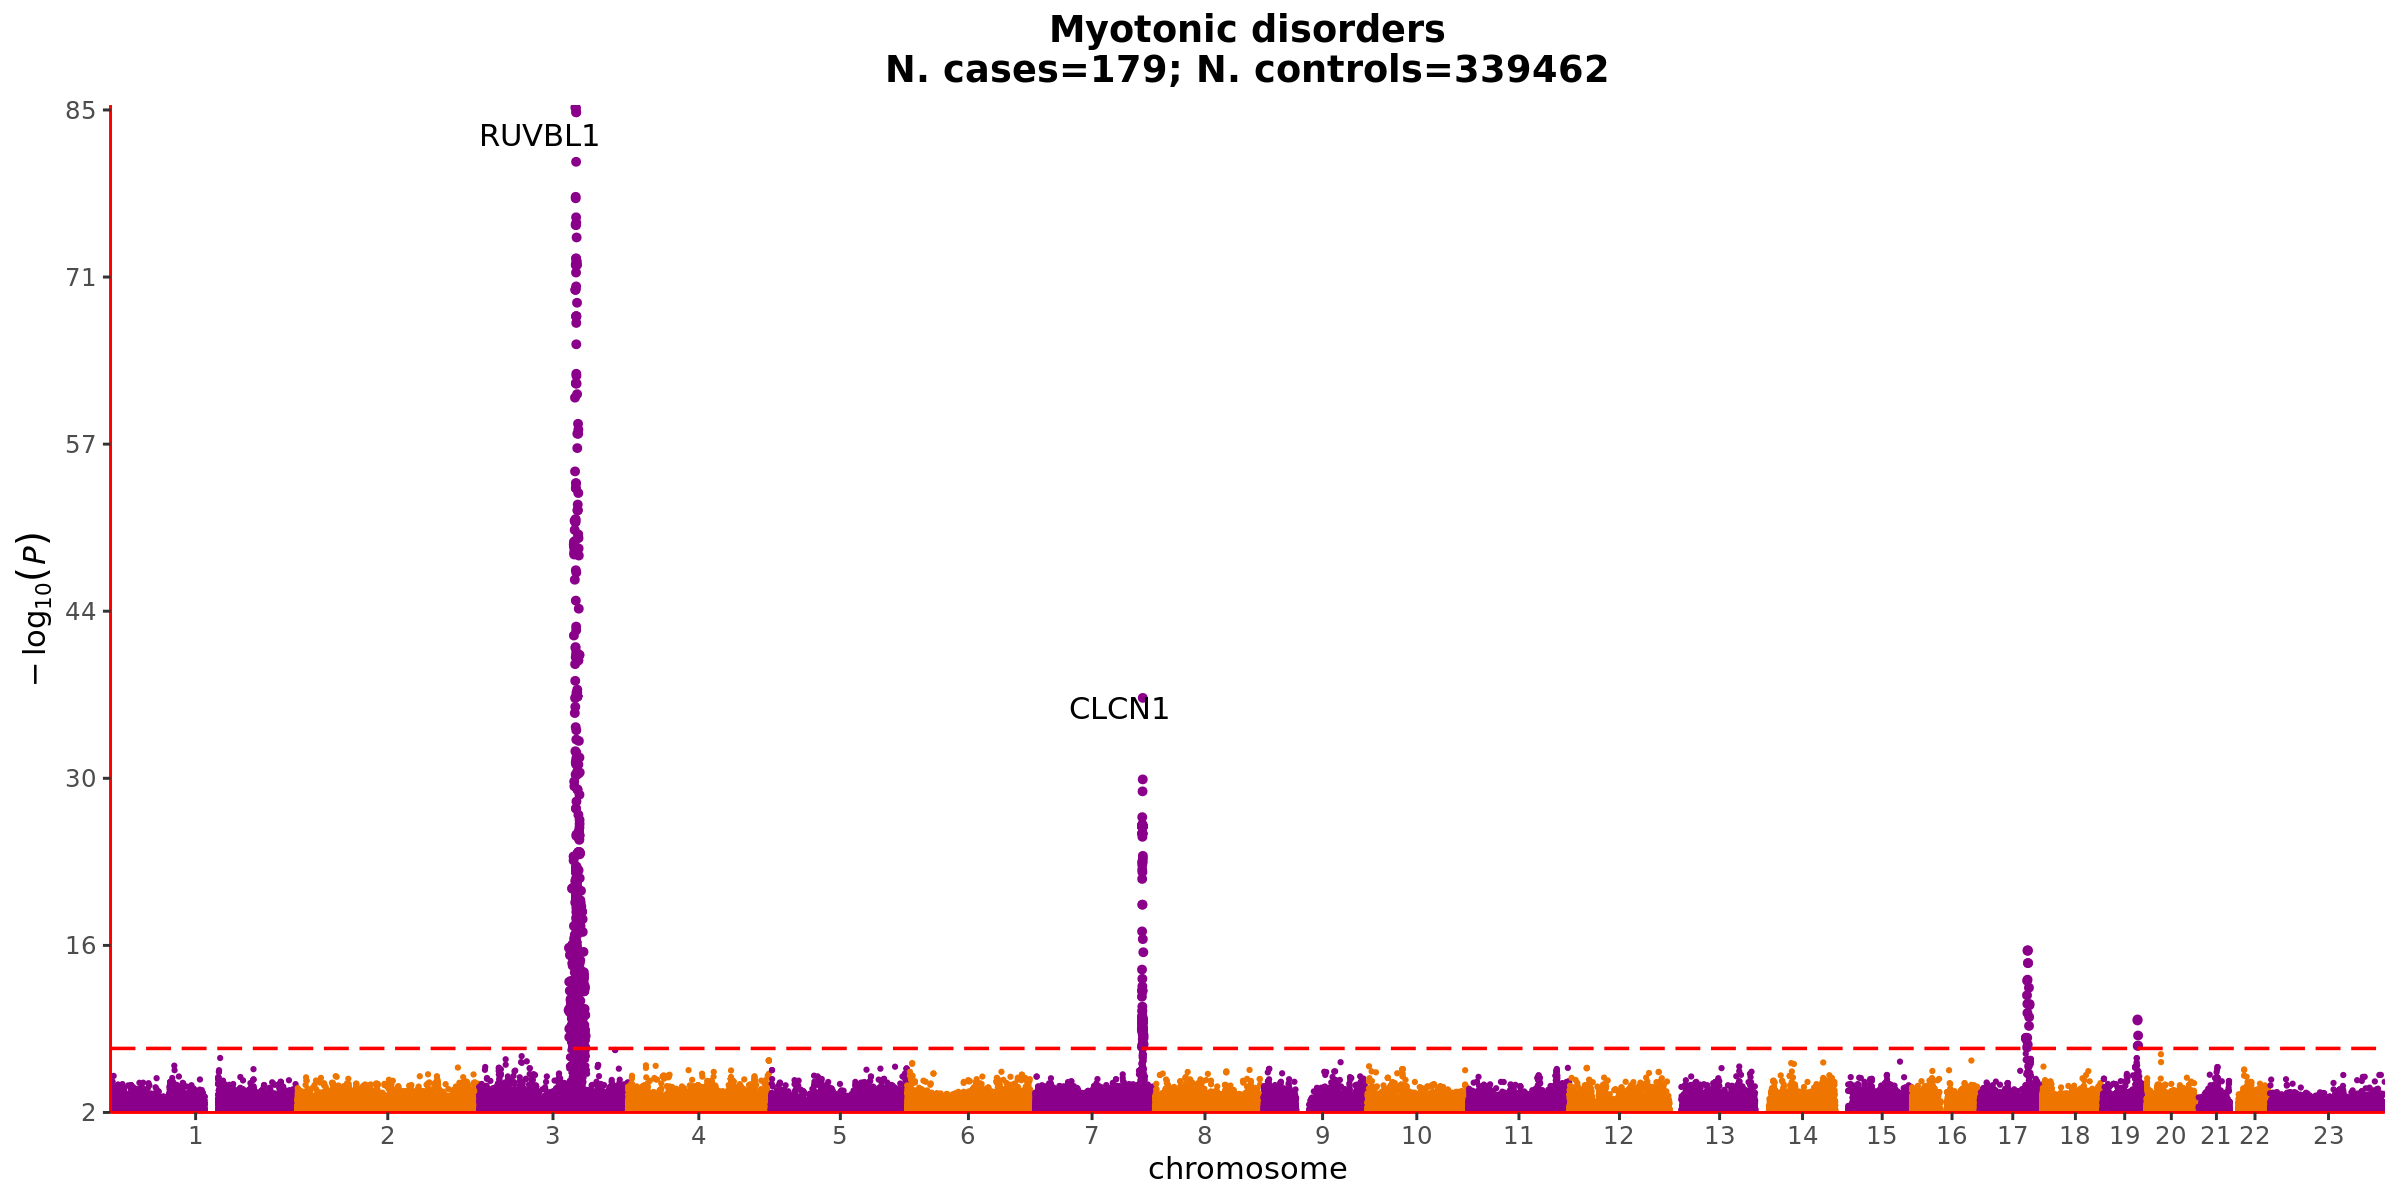 Myotonic disorders
N. cases=179; N. controls=339462
85
RUVBL1
71
57
− log10(P)
44
CLCN1
30
16
2
1 2 3 4 5 6 7 8 9 10 11 12 13 14 15 16 17 18 19 20 21 22 23
chromosome